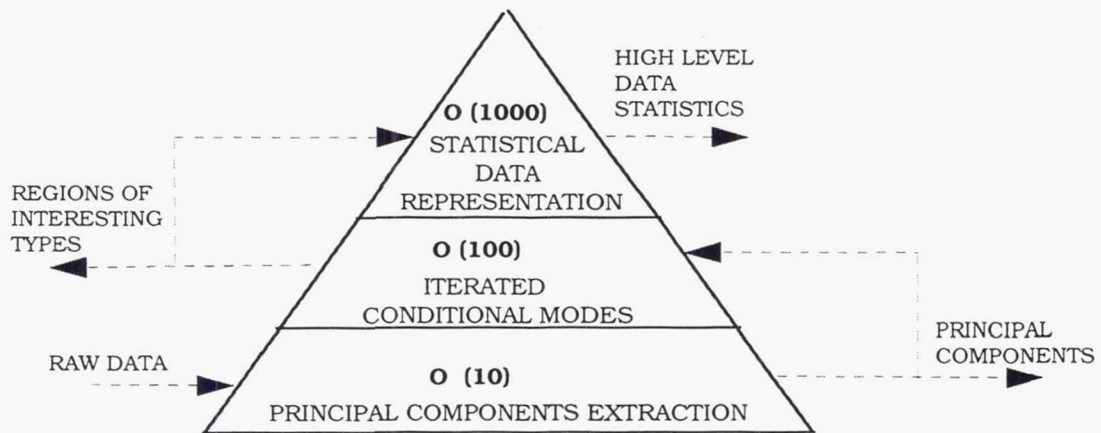 HIGH LEVEL
DATA
STATISTICS
O (1000)
STATISTICAL
DATA
REPRESENTATION
REGIONS OF
INTERESTING
TYPES
O (100)
ITERATED
CONDITIONAL MODES
PRINCIPAL
COMPONENTS
RAW DATA
O (10)
PRINCIPAL COMPONENTS EXTRACTION